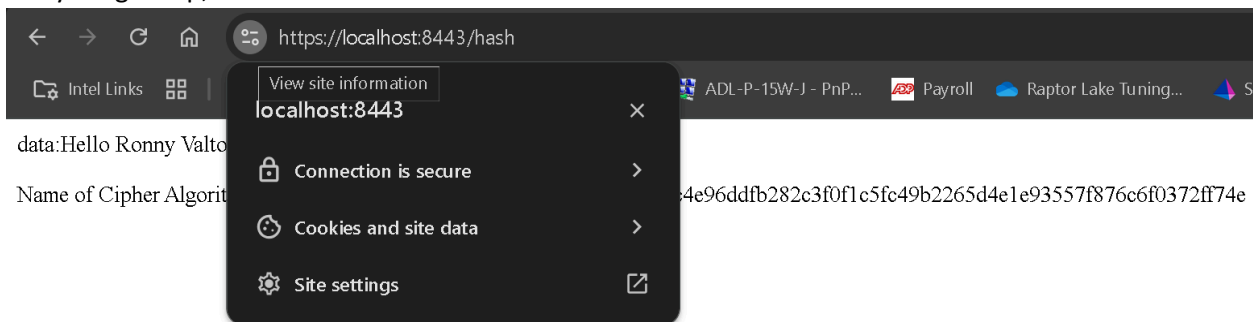 https://localhost:8443/hash
Intel Links
View site information
ADL-P-15W-J - PnP...
ADP
Payroll
Raptor Lake Tuning...
S
localhost:8443
data:Hello Ronny Valto
Connection is secure
Name of Cipher Algorit
4e96ddfb282c3f0f1c5fc49b2265d4e1e93557f876c6f0372ff74e
Cookies and site data
Site settings